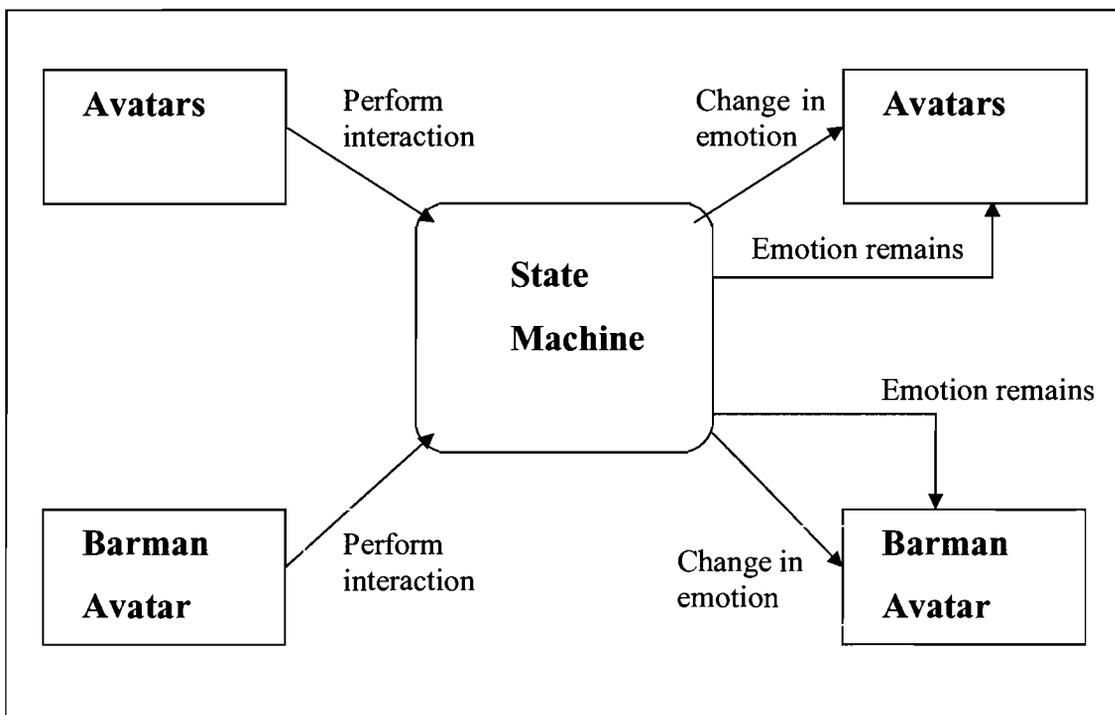 Avatars
Perform
interaction
Change in
emotion
Avatars
Emotion remains
State
Machine
Emotion remains
Barman
Avatar
Perform
interaction
Change in
emotion
Barman
Avatar